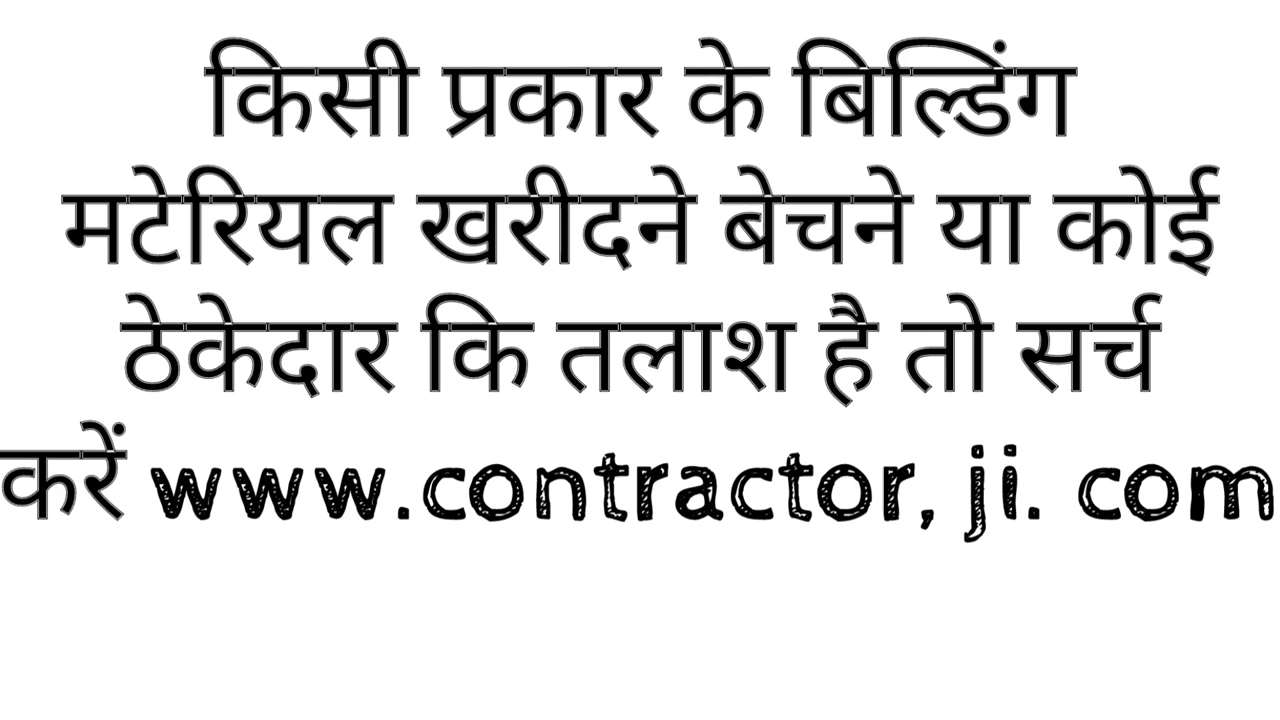 किसी प्रकार के बिल्डिंग
मटेरियल खरीदने बेचने या कोई
ठेकेदार कि तलाश है तो सर्च
करें www.contractor, ji. com